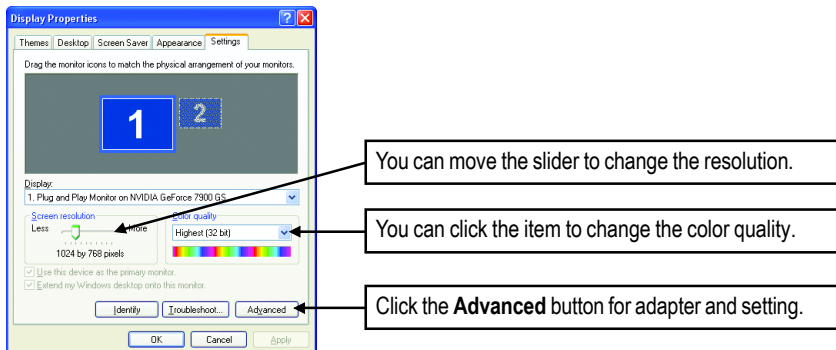 Display Properties
Themes Desktop Screen Saver Appearance Settings
Drag the monitor icons to match the physical arrangement of your monitors.
1 2
Display:
1. Plug and Play Monitor on NVIDIA GeForce 7900 GS
Screen resolution
Less More
1024 by 768 pixels
Color quality
Highest (32 bit)
Use this device as the primary monitor.
Extend my Windows desktop onto this monitor.
Identify Troubleshoot... Advanced
OK Cancel Apply
You can move the slider to change the resolution.
You can click the item to change the color quality.
Click the Advanced button for adapter and setting.